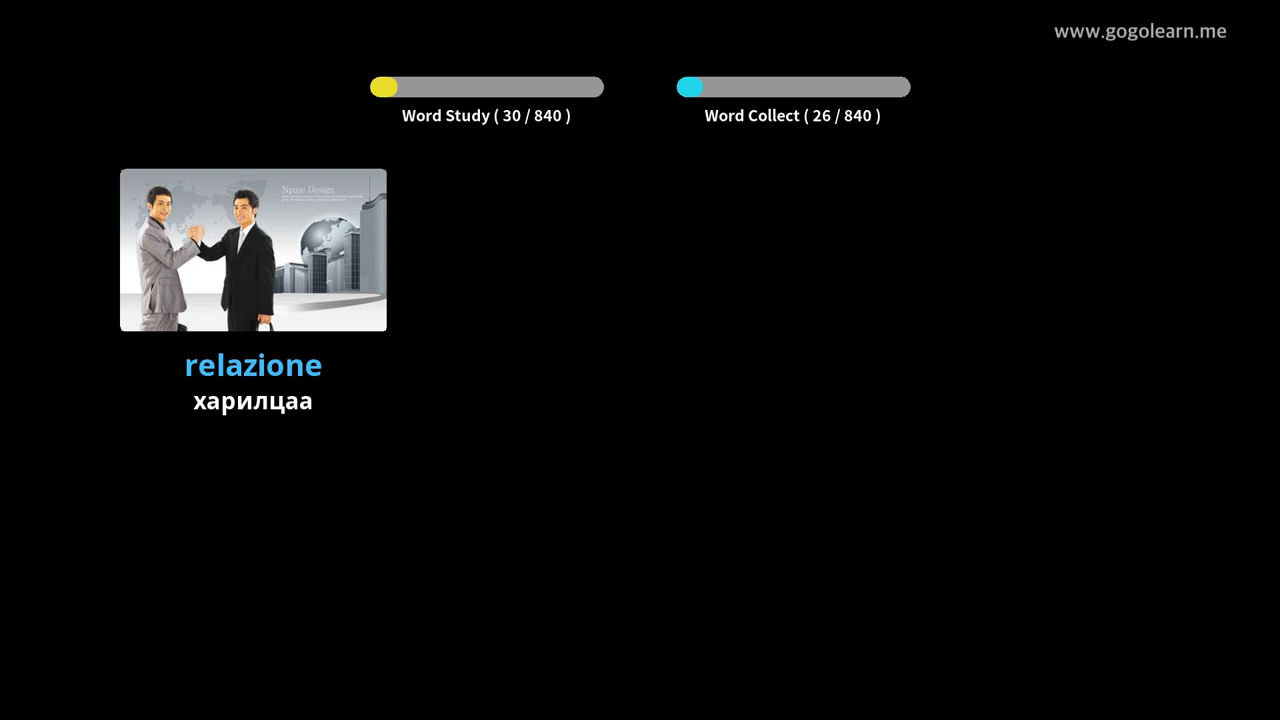 www.gogolearn.me
Word Study ( 30 / 840 )
Word Collect ( 26 / 840 )
Npine Design
relazione
харилцаа